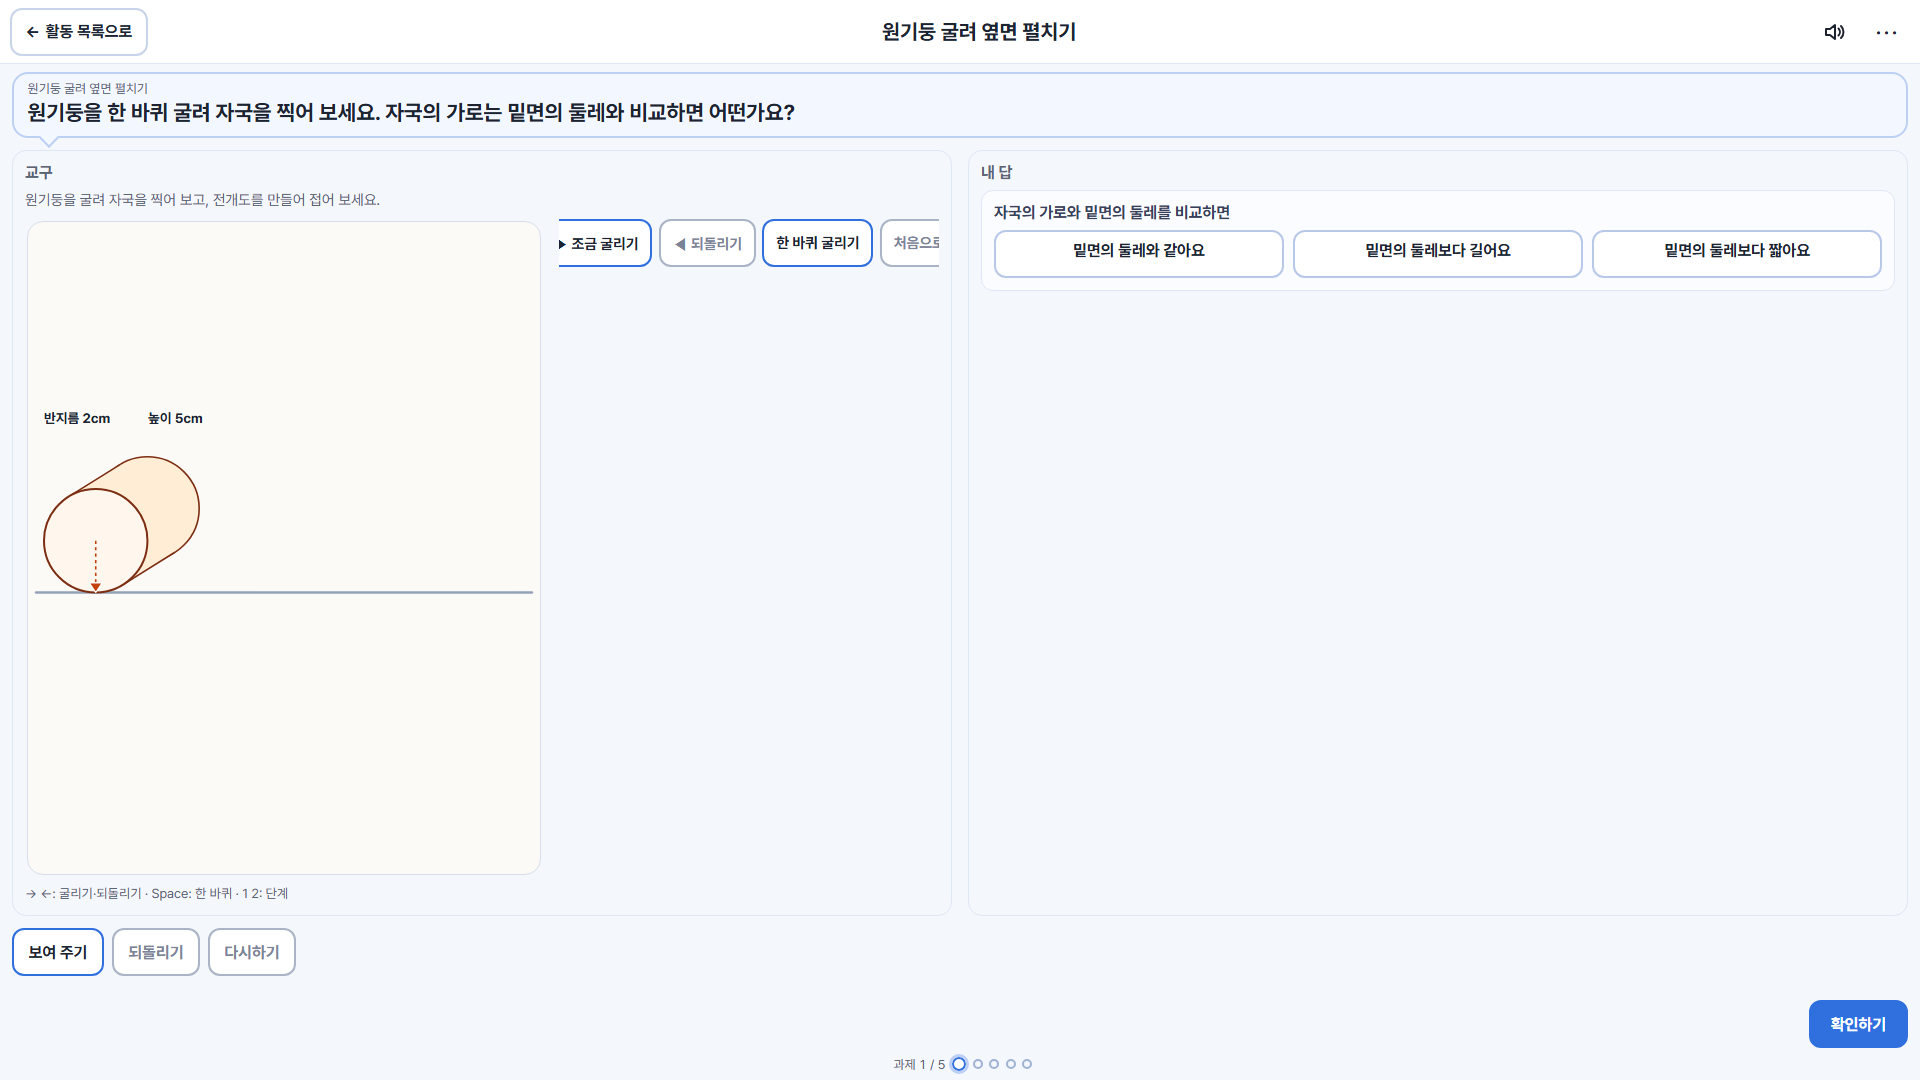 ← 활동 목록으로
원기둥 굴려 옆면 펼치기
원기둥 굴려 옆면 펼치기
원기둥을 한 바퀴 굴려 자국을 찍어 보세요. 자국의 가로는 밑면의 둘레와 비교하면 어떤가요?
교구
원기둥을 굴려 자국을 찍어 보고, 전개도를 만들어 접어 보세요.
▶ 조금 굴리기
◀ 되돌리기
한 바퀴 굴리기
처음으로
반지름 2cm
높이 5cm
→ ←: 굴리기·되돌리기 · Space: 한 바퀴 · 1 2: 단계
내 답
자국의 가로와 밑면의 둘레를 비교하면
밑면의 둘레와 같아요
밑면의 둘레보다 길어요
밑면의 둘레보다 짧아요
보여 주기
되돌리기
다시하기
확인하기
과제 1 / 5